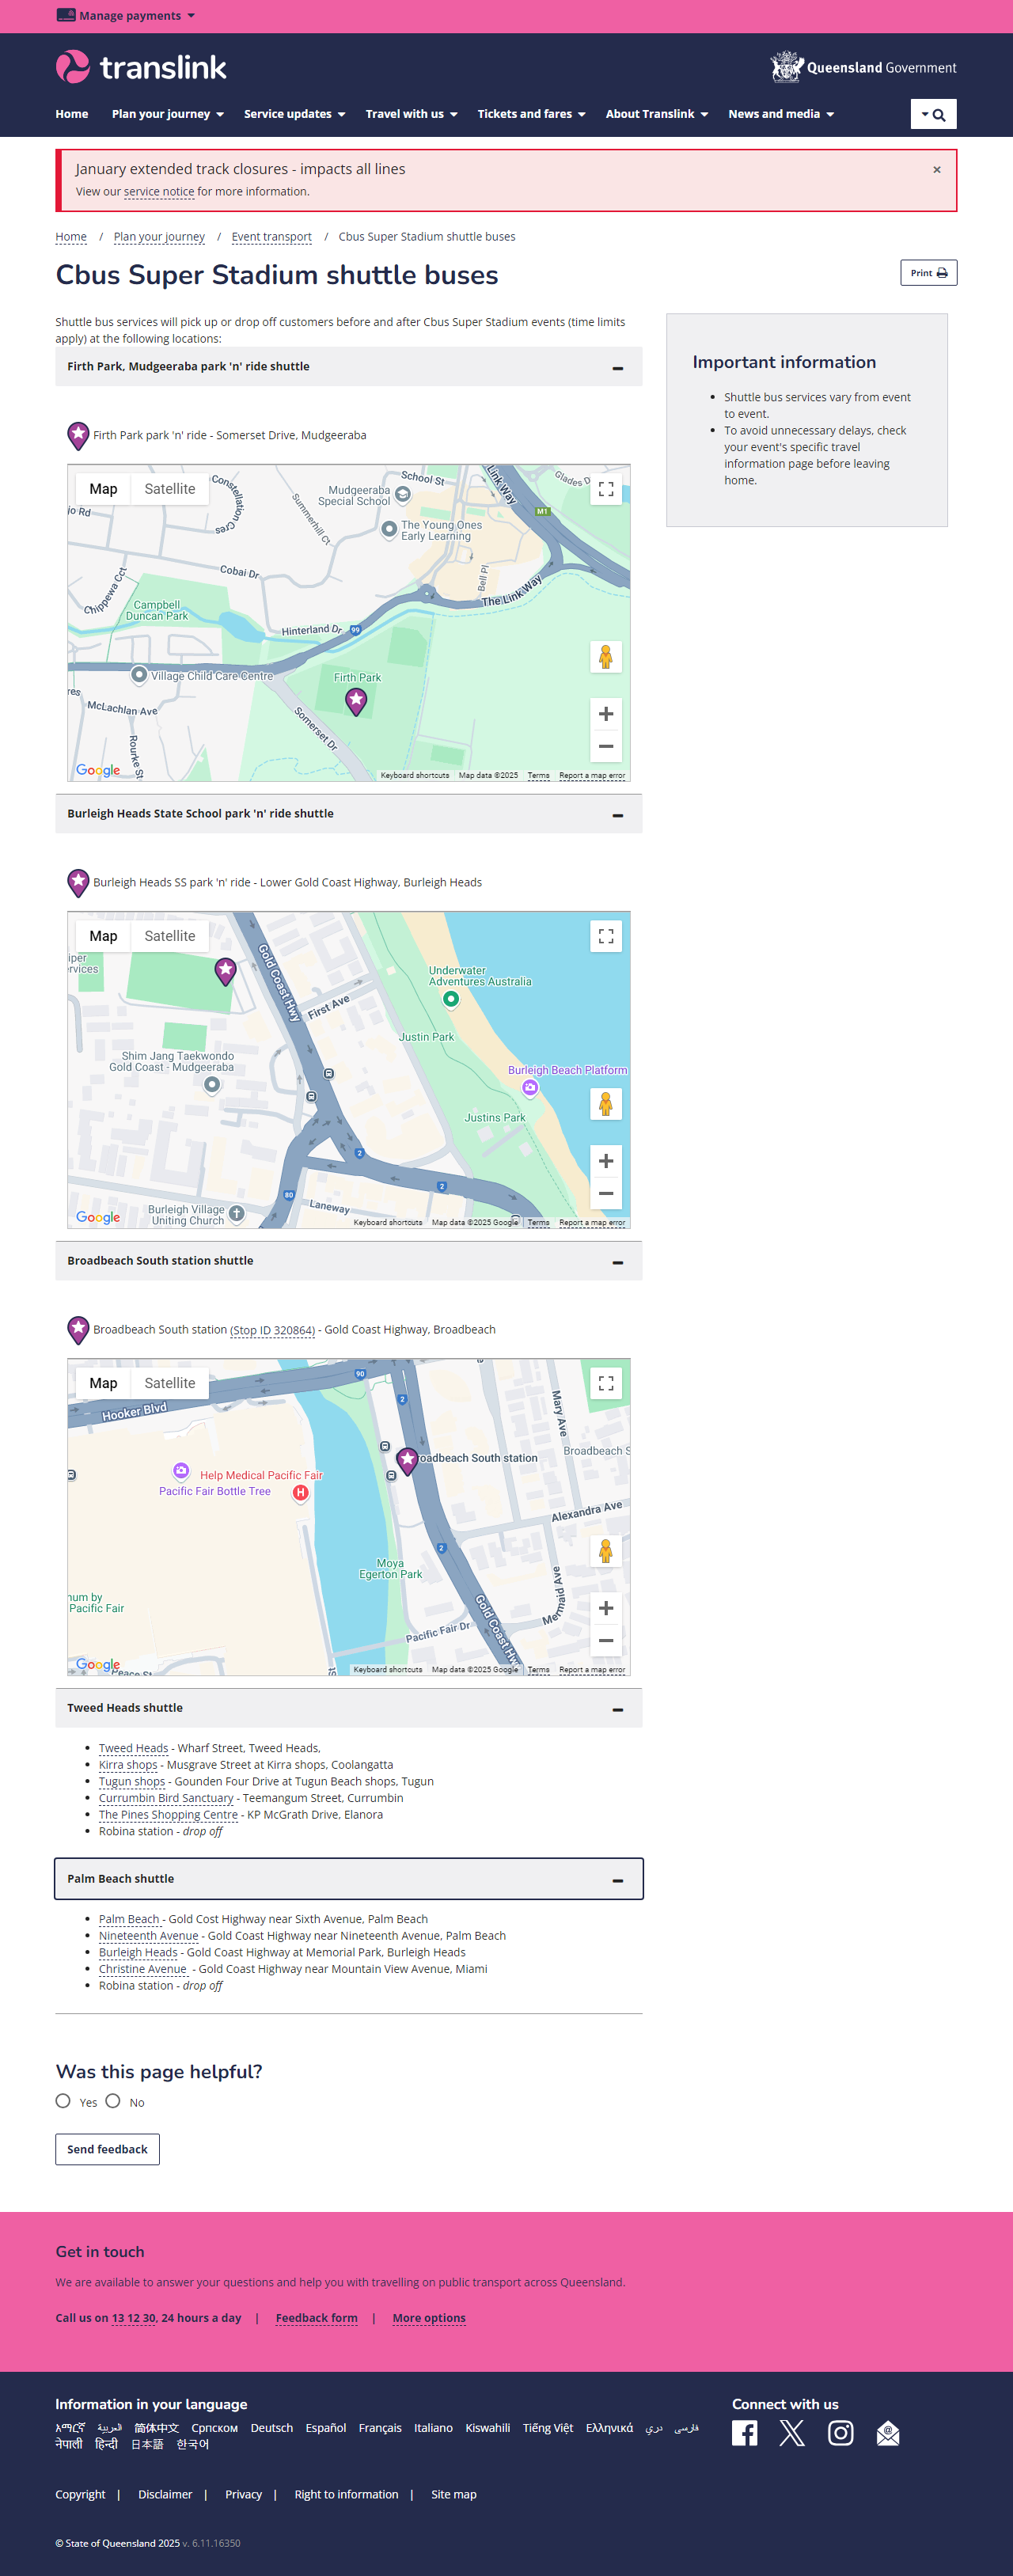 Manage payments
translink
Queensland Government
Home Plan your journey Service updates Travel with us Tickets and fares About Translink News and media
January extended track closures - impacts all lines
×
View our service notice for more information.
Home / Plan your journey / Event transport / Cbus Super Stadium shuttle buses
Cbus Super Stadium shuttle buses
Print
Shuttle bus services will pick up or drop off customers before and after Cbus Super Stadium events (time limits
apply) at the following locations:
Important information
Shuttle bus services vary from event
to event.
To avoid unnecessary delays, check
your event's specific travel
information page before leaving
home.
Firth Park, Mudgeeraba park 'n' ride shuttle
Firth Park park 'n' ride - Somerset Drive, Mudgeeraba
Map Satellite
Constellation Cres
Summerhill Ct
School St
Mudgeeraba
Special School
The Young Ones
Early Learning
Link Way
Glades D
M1
io Rd
Cobai Dr
Chippewa Cct
Bell Pl
The Link Way
Campbell
Duncan Park
Hinterland Dr
99
Village Child Care Centre
Firth Park
res
McLachlan Ave
Somerset Dr
Rourke St
Google
Keyboard shortcuts Map data ©2025 Terms Report a map error
Burleigh Heads State School park 'n' ride shuttle
Burleigh Heads SS park 'n' ride - Lower Gold Coast Highway, Burleigh Heads
Map Satellite
iper
rvices
Gold Coast Hwy
First Ave
Underwater
Adventures Australia
Justin Park
Shim Jang Taekwondo
Gold Coast - Mudgeeraba
Burleigh Beach Platform
Justins Park
2
2
80
Laneway
Burleigh Village
Uniting Church
Google
Keyboard shortcuts Map data ©2025 Google Terms Report a map error
Broadbeach South station shuttle
Broadbeach South station (Stop ID 320864) - Gold Coast Highway, Broadbeach
Map Satellite
90
Hooker Blvd
2
Mary Ave
Broadbeach S
roadbeach South station
Help Medical Pacific Fair
H
Pacific Fair Bottle Tree
Alexandra Ave
2
Moya
Egerton Park
num by
Pacific Fair
Mermaid Ave
Gold Coast Hwy
Pacific Fair Dr
Peace St
Google
Keyboard shortcuts Map data ©2025 Google Terms Report a map error
Tweed Heads shuttle
Tweed Heads - Wharf Street, Tweed Heads,
Kirra shops - Musgrave Street at Kirra shops, Coolangatta
Tugun shops - Gounden Four Drive at Tugun Beach shops, Tugun
Currumbin Bird Sanctuary - Teemangum Street, Currumbin
The Pines Shopping Centre - KP McGrath Drive, Elanora
Robina station - drop off
Palm Beach shuttle
Palm Beach - Gold Cost Highway near Sixth Avenue, Palm Beach
Nineteenth Avenue - Gold Coast Highway near Nineteenth Avenue, Palm Beach
Burleigh Heads - Gold Coast Highway at Memorial Park, Burleigh Heads
Christine Avenue - Gold Coast Highway near Mountain View Avenue, Miami
Robina station - drop off
Was this page helpful?
Yes No
Send feedback
Get in touch
We are available to answer your questions and help you with travelling on public transport across Queensland.
Call us on 13 12 30, 24 hours a day | Feedback form | More options
Information in your language
አማርኛ العربية 简体中文 Српском Deutsch Español Français Italiano Kiswahili Tiếng Việt Ελληνικά دري فارسی
नेपाली हिन्दी 日本語 한국어
Connect with us
Copyright | Disclaimer | Privacy | Right to information | Site map
© State of Queensland 2025 v. 6.11.16350